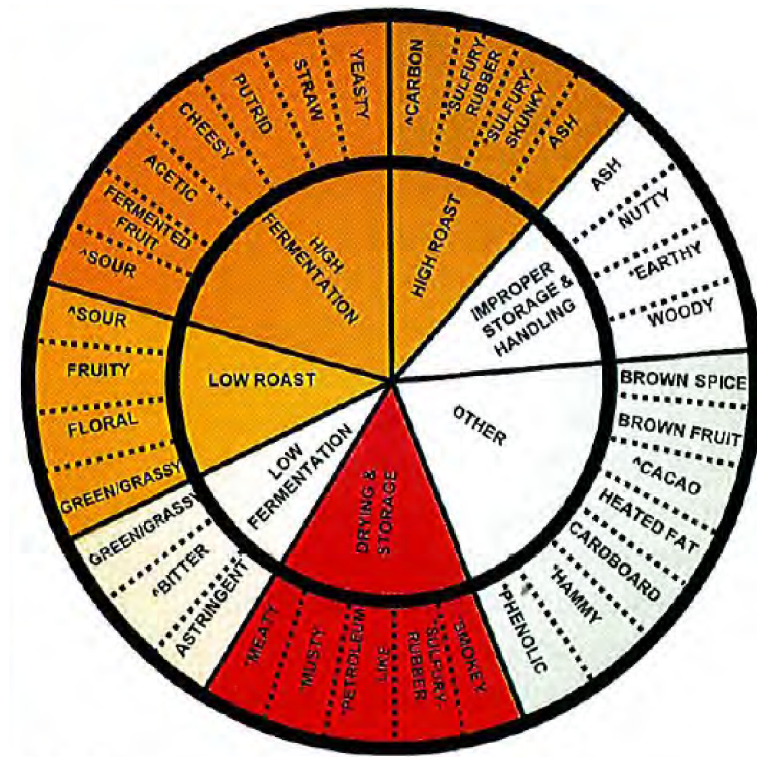 ^CARBON
*SULFURY-
RUBBER
*SULFURY-
SKUNKY
ASH
HIGH ROAST
ASH
NUTTY
*EARTHY
WOODY
IMPROPER
STORAGE &
HANDLING
BROWN SPICE
BROWN FRUIT
^CACAO
HEATED FAT
CARDBOARD
*HAMMY
*PHENOLIC
OTHER
*SMOKEY
*SULFURY-
RUBBER
*PETROLEUM
LIKE
*MUSTY
*MEATY
DRYING &
STORAGE
ASTRINGENT
^BITTER
GREEN/GRASSY
LOW
FERMENTATION
GREEN/GRASSY
FLORAL
FRUITY
^SOUR
LOW ROAST
^SOUR
FERMENTED
FRUIT
ACETIC
CHEESY
PUTRID
STRAW
YEASTY
HIGH
FERMENTATION